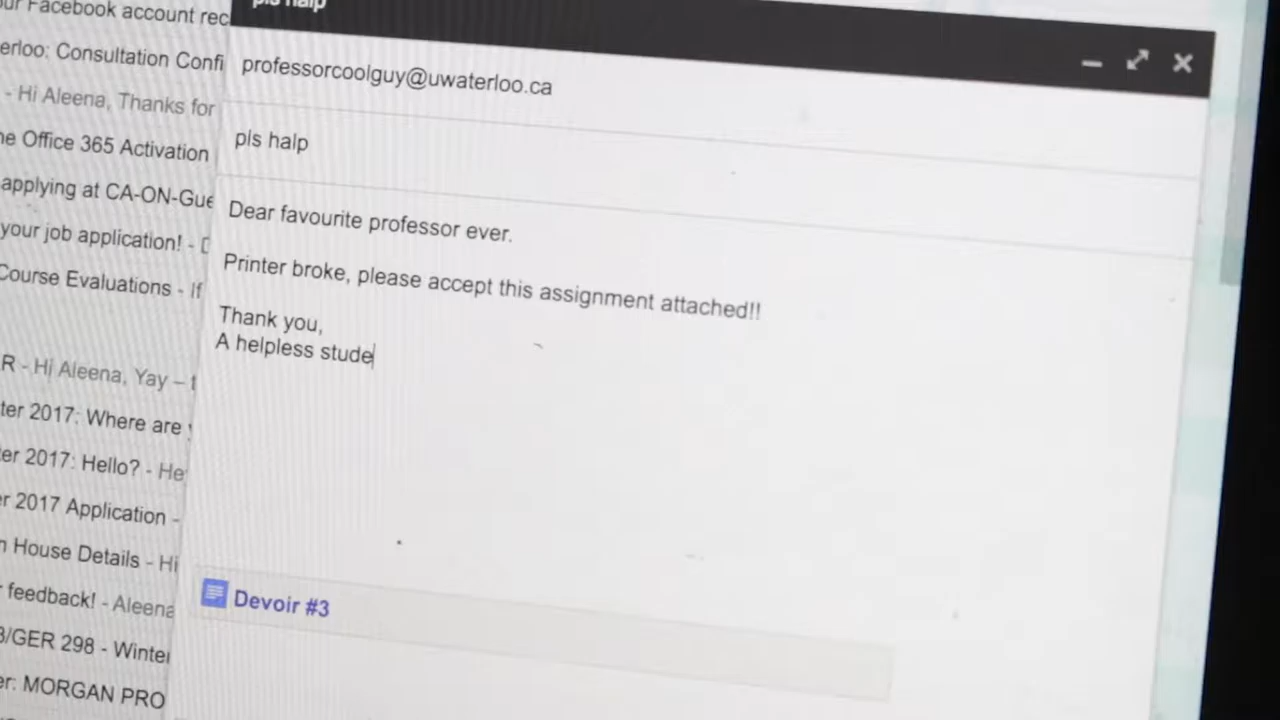 pls halp
ur Facebook account rec
professorcoolguy@uwaterloo.ca
erloo: Consultation Confi
- Hi Aleena, Thanks for
pls halp
ne Office 365 Activation
applying at CA-ON-Gue
Dear favourite professor ever.
your job application! -
Printer broke, please accept this assignment attached!!
Course Evaluations - If
Thank you,
A helpless stude
R - Hi Aleena, Yay – t
ter 2017: Where are
er 2017: Hello? - He
r 2017 Application -
n House Details - Hi
Devoir #3
feedback! - Aleena
3/GER 298 - Winter
er: MORGAN PRO